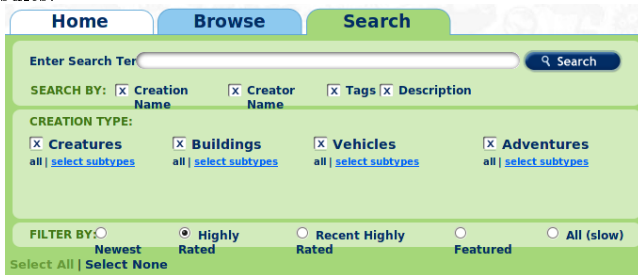 Home Browse Search
Enter Search Ter Search
SEARCH BY: X Creation Name X Creator Name X Tags X Description
CREATION TYPE:
X Creatures X Buildings X Vehicles X Adventures
all | select subtypes all | select subtypes all | select subtypes all | select subtypes
FILTER BY: Newest Highly Rated Recent Highly Rated Featured All (slow)
Select All | Select None